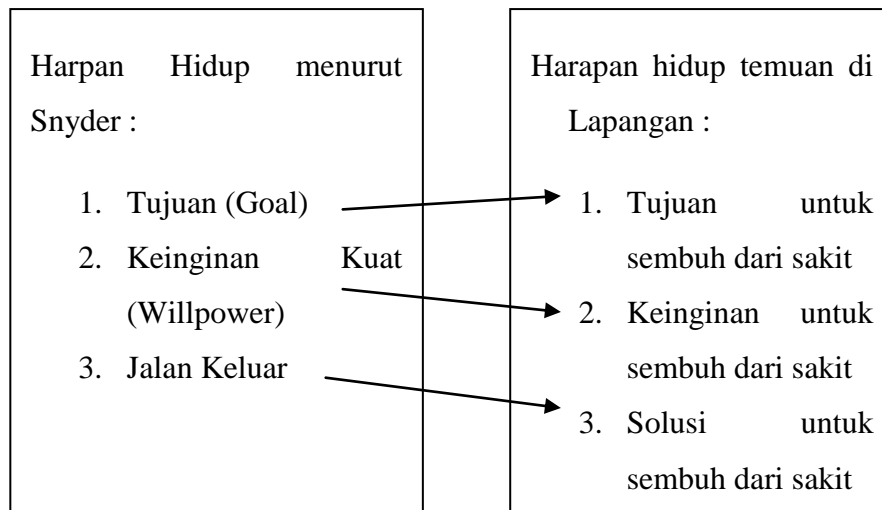 Harpan Hidup menurut
Snyder :
1. Tujuan (Goal)
2. Keinginan Kuat
(Willpower)
3. Jalan Keluar
Harapan hidup temuan di
Lapangan :
1. Tujuan untuk
sembuh dari sakit
2. Keinginan untuk
sembuh dari sakit
3. Solusi untuk
sembuh dari sakit